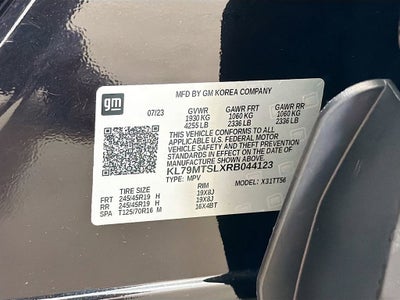 gm
MFD BY GM KOREA COMPANY
07/23 GVWR GAWR FRT GAWR RR
1930 KG 1060 KG 1060 KG
4255 LB 2336 LB 2336 LB
THIS VEHICLE CONFORMS TO ALL
APPLICABLE U.S. FEDERAL MOTOR
VEHICLE SAFETY AND THEFT PREVENTION
STANDARDS IN EFFECT ON THE DATE OF
MANUFACTURE SHOWN ABOVE.
KL79MTSLXRB044123
TYPE: MPV MODEL: X31TT56
TIRE SIZE RIM
FRT 245/45R19 H 19X8J
RR 245/45R19 H 19X8J
SPA T125/70R16 M 16X4BT